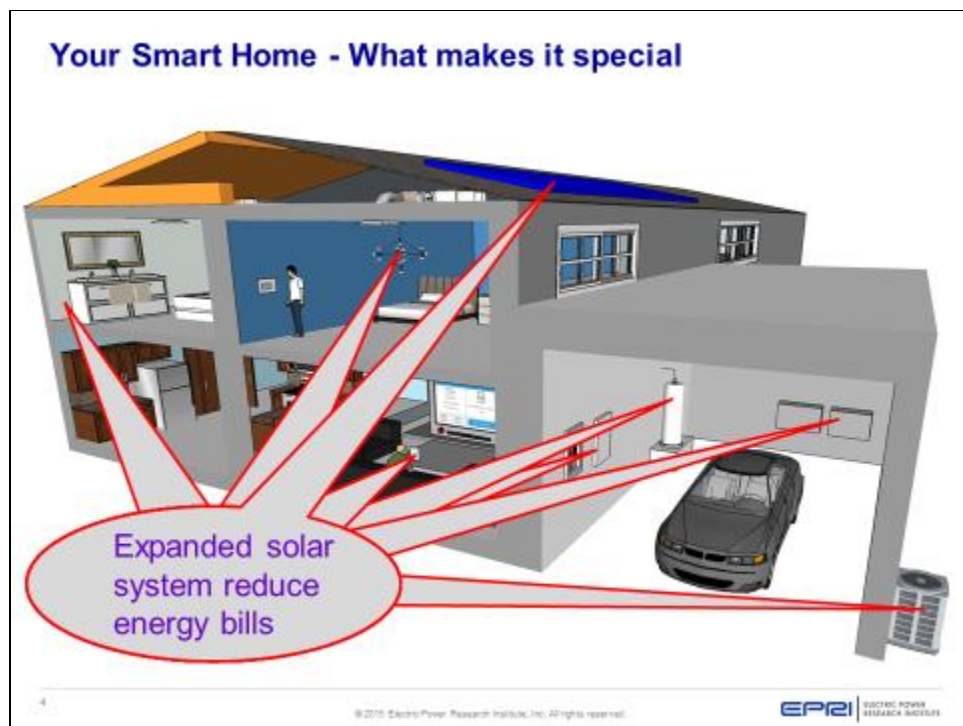 Your Smart Home - What makes it special
Expanded solar
system reduce
energy bills
4
© 2015 Electric Power Research Institute, Inc. All rights reserved.
EPRI
ELECTRIC POWER
RESEARCH INSTITUTE